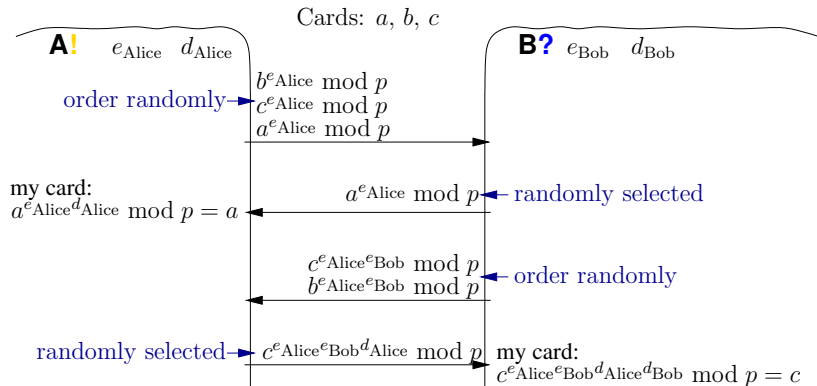 Cards: a, b, c
A! e_Alice d_Alice B? e_Bob d_Bob
b^{e_Alice} mod p
order randomly
c^{e_Alice} mod p
a^{e_Alice} mod p
my card:
a^{e_Alice} mod p randomly selected
a^{e_Alice d_Alice} mod p = a
c^{e_Alice e_Bob} mod p
order randomly
b^{e_Alice e_Bob} mod p
randomly selected c^{e_Alice e_Bob d_Alice} mod p my card:
c^{e_Alice e_Bob d_Alice d_Bob} mod p = c